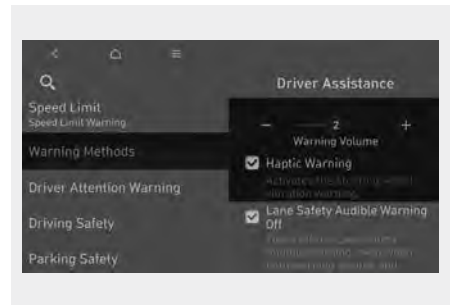 Speed Limit
Speed Limit Warning
Warning Methods
Driver Attention Warning
Driving Safety
Parking Safety
Driver Assistance
− 2 +
Warning Volume
Haptic Warning
Lane Safety Audible Warning
Off